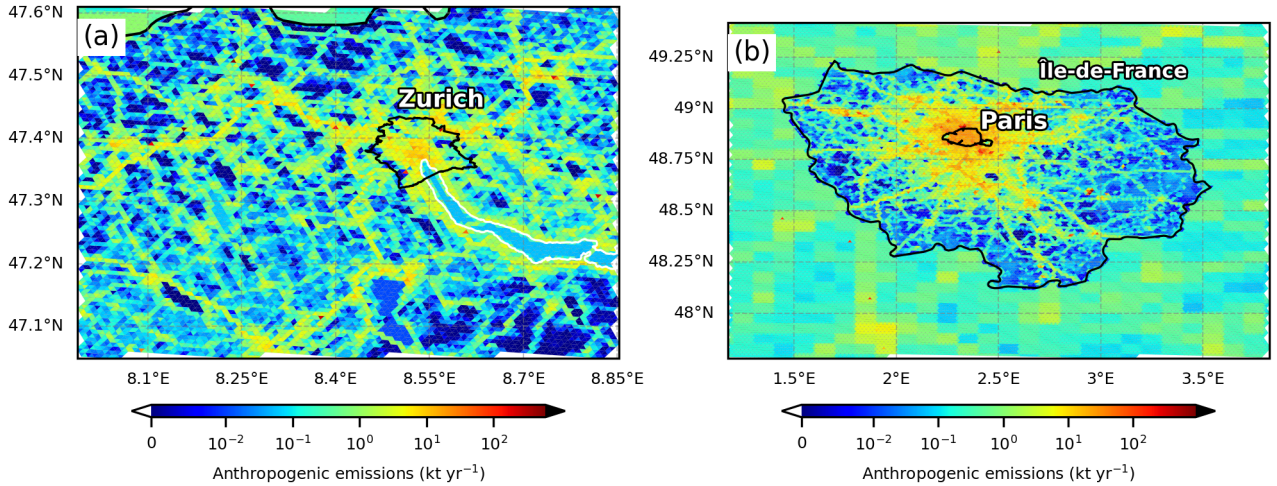 (a)
Zurich
47.6°N
47.5°N
47.4°N
47.3°N
47.2°N
47.1°N
8.1°E 8.25°E 8.4°E 8.55°E 8.7°E 8.85°E
0 10⁻² 10⁻¹ 10⁰ 10¹ 10²
Anthropogenic emissions (kt yr⁻¹)
(b)
Île-de-France
Paris
49.25°N
49°N
48.75°N
48.5°N
48.25°N
48°N
1.5°E 2°E 2.5°E 3°E 3.5°E
0 10⁻² 10⁻¹ 10⁰ 10¹ 10²
Anthropogenic emissions (kt yr⁻¹)